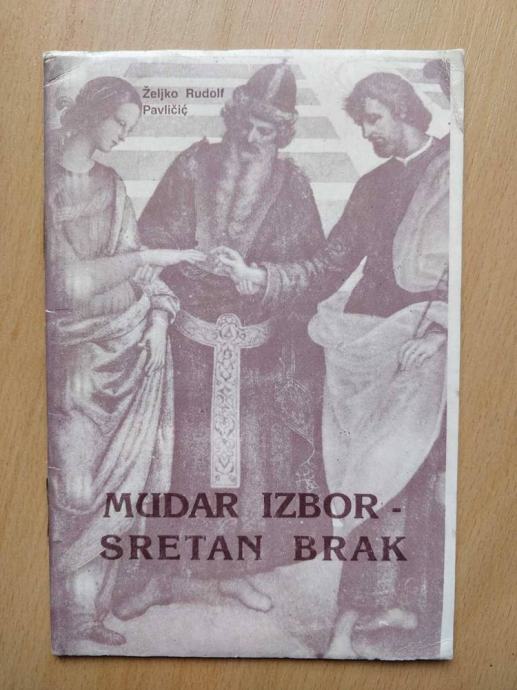 Željko Rudolf
Pavličić
MUDAR IZBOR -
SRETAN BRAK